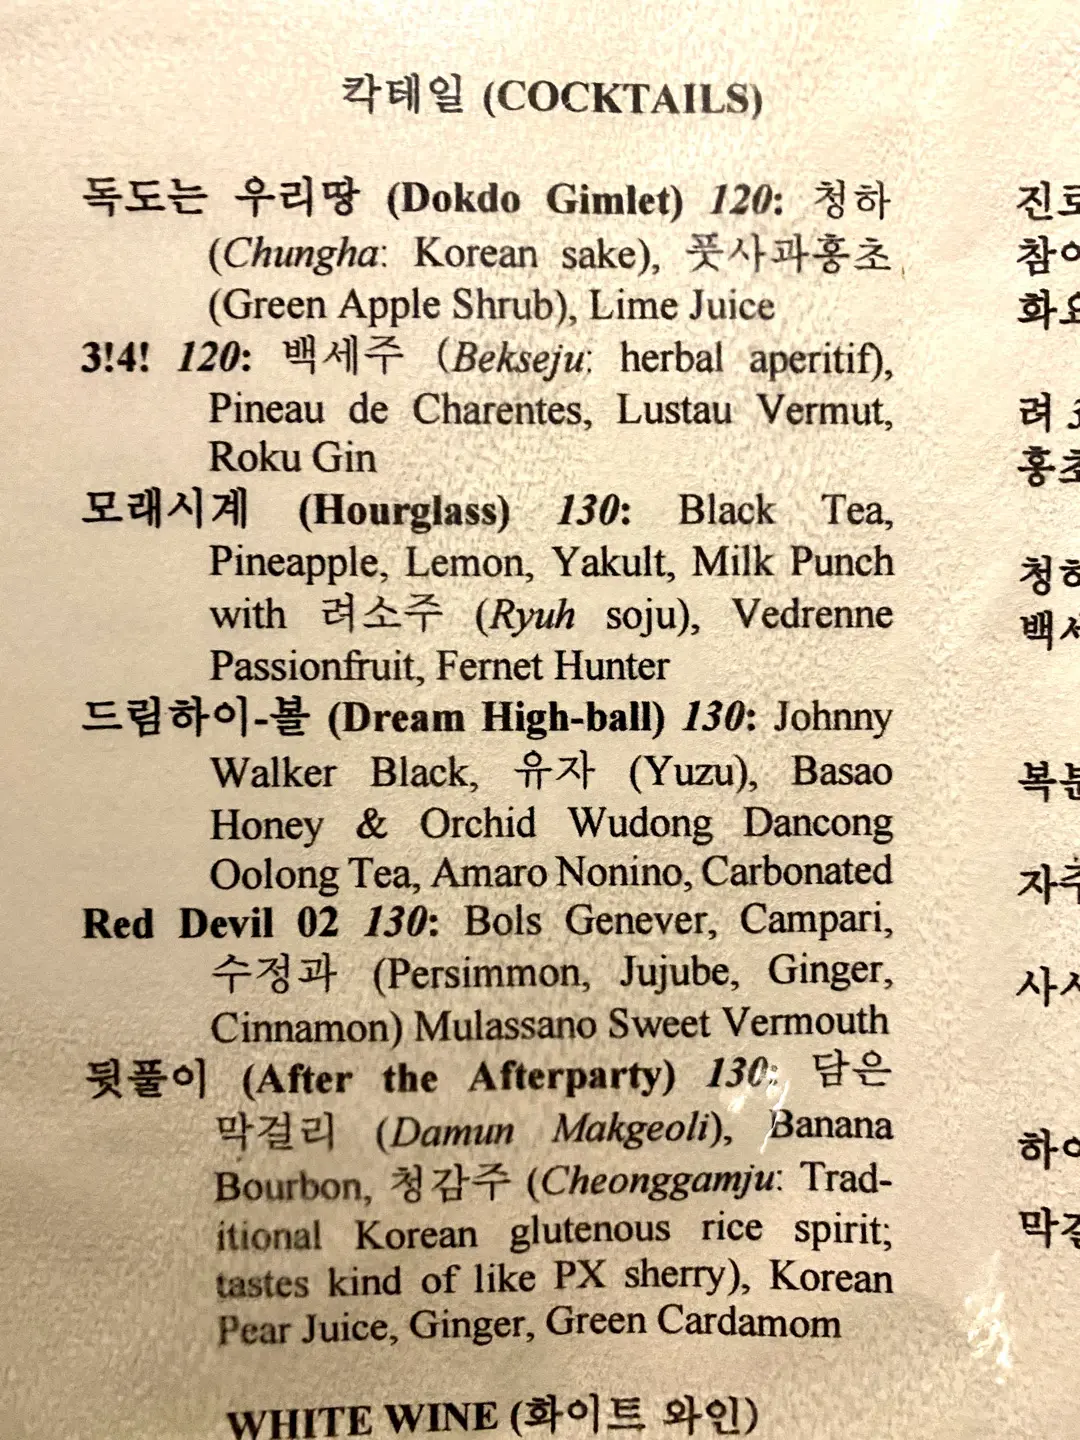 칵테일 (COCKTAILS)
독도는 우리땅 (Dokdo Gimlet) 120: 청하
(Chungha: Korean sake), 풋사과홍초
(Green Apple Shrub), Lime Juice
3!4! 120: 백세주 (Bekseju: herbal aperitif),
Pineau de Charentes, Lustau Vermut,
Roku Gin
모래시계 (Hourglass) 130: Black Tea,
Pineapple, Lemon, Yakult, Milk Punch
with 려소주 (Ryuh soju), Vedrenne
Passionfruit, Fernet Hunter
드림하이-볼 (Dream High-ball) 130: Johnny
Walker Black, 유자 (Yuzu), Basao
Honey & Orchid Wudong Dancong
Oolong Tea, Amaro Nonino, Carbonated
Red Devil 02 130: Bols Genever, Campari,
수정과 (Persimmon, Jujube, Ginger,
Cinnamon) Mulassano Sweet Vermouth
뒷풀이 (After the Afterparty) 130: 담은
막걸리 (Damun Makgeoli), Banana
Bourbon, 청감주 (Cheonggamju: Trad-
itional Korean glutenous rice spirit;
tastes kind of like PX sherry), Korean
Pear Juice, Ginger, Green Cardamom
WHITE WINE (화이트 와인)
진로
려
백세
사시